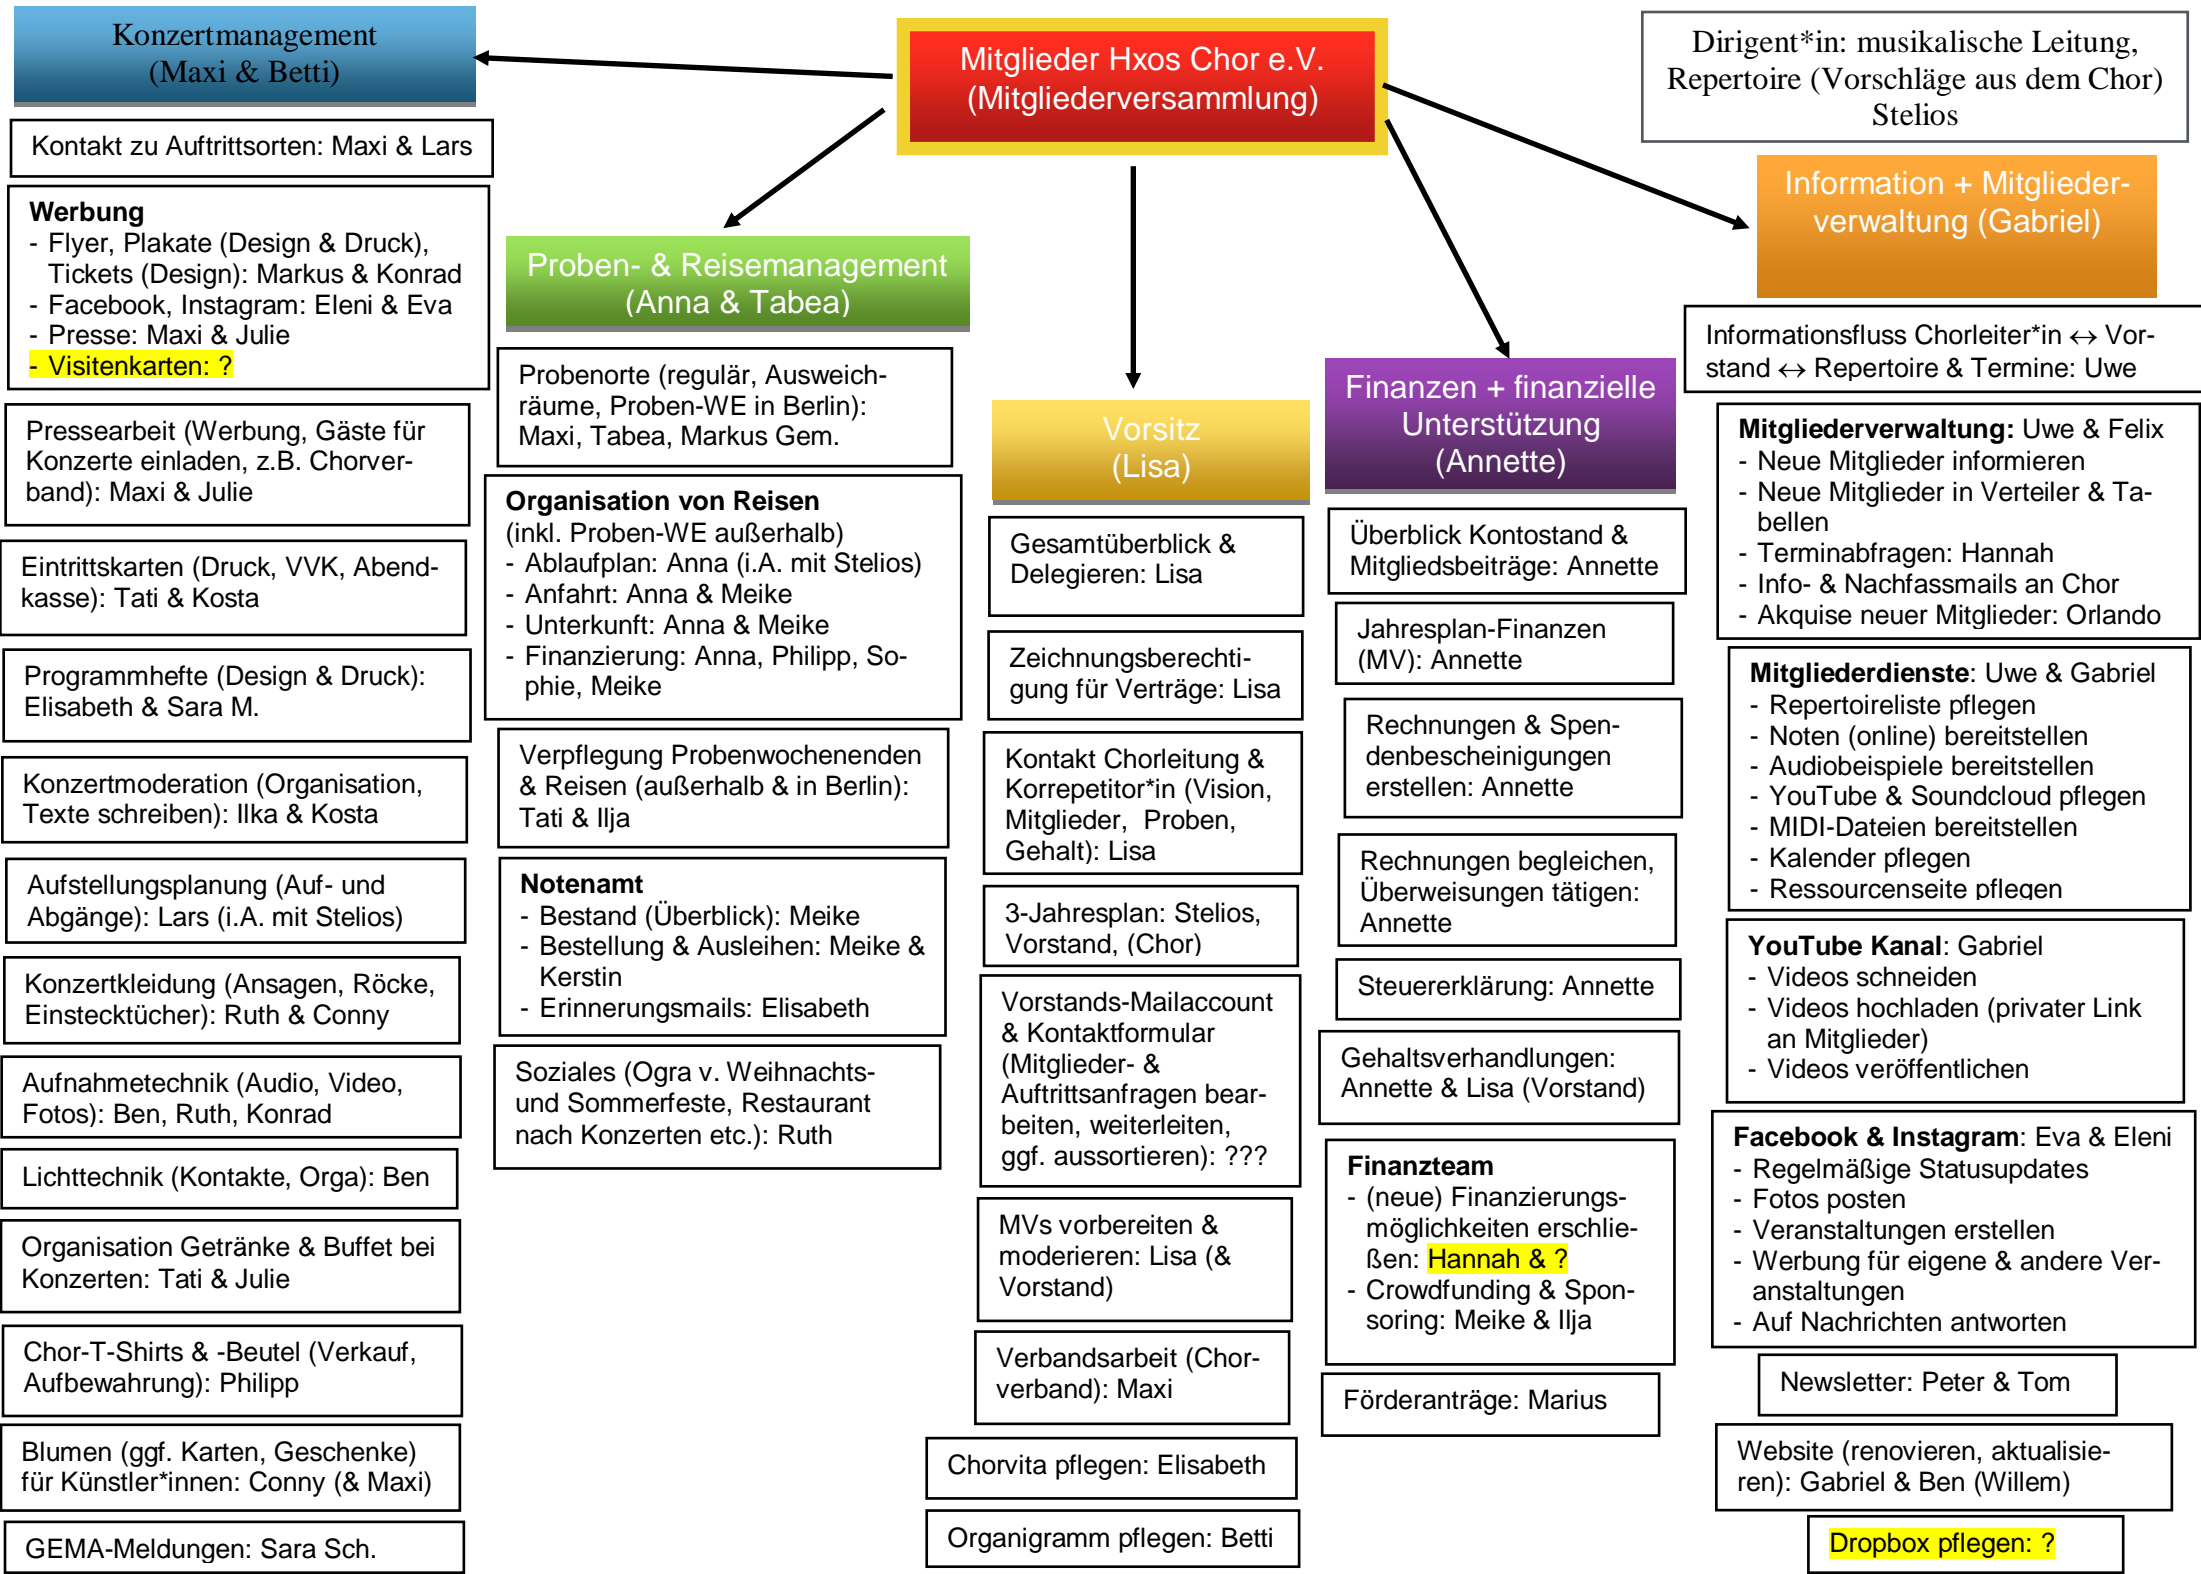 Konzertmanagement
(Maxi & Betti)
Kontakt zu Auftrittsorten: Maxi & Lars
Werbung
- Flyer, Plakate (Design & Druck),
Tickets (Design): Markus & Konrad
- Facebook, Instagram: Eleni & Eva
- Presse: Maxi & Julie
- Visitenkarten: ?
Pressearbeit (Werbung, Gäste für
Konzerte einladen, z.B. Chorver-
band): Maxi & Julie
Eintrittskarten (Druck, VVK, Abend-
kasse): Tati & Kosta
Programmhefte (Design & Druck):
Elisabeth & Sara M.
Konzertmoderation (Organisation,
Texte schreiben): Ilka & Kosta
Aufstellungsplanung (Auf- und
Abgänge): Lars (i.A. mit Stelios)
Konzertkleidung (Ansagen, Röcke,
Einstecktücher): Ruth & Conny
Aufnahmetechnik (Audio, Video,
Fotos): Ben, Ruth, Konrad
Lichttechnik (Kontakte, Orga): Ben
Organisation Getränke & Buffet bei
Konzerten: Tati & Julie
Chor-T-Shirts & -Beutel (Verkauf,
Aufbewahrung): Philipp
Blumen (ggf. Karten, Geschenke)
für Künstler*innen: Conny (& Maxi)
GEMA-Meldungen: Sara Sch.
Mitglieder Hxos Chor e.V.
(Mitgliederversammlung)
Proben- & Reisemanagement
(Anna & Tabea)
Probenorte (regulär, Ausweich-
räume, Proben-WE in Berlin):
Maxi, Tabea, Markus Gem.
Organisation von Reisen
(inkl. Proben-WE außerhalb)
- Ablaufplan: Anna (i.A. mit Stelios)
- Anfahrt: Anna & Meike
- Unterkunft: Anna & Meike
- Finanzierung: Anna, Philipp, So-
phie, Meike
Verpflegung Probenwochenenden
& Reisen (außerhalb & in Berlin):
Tati & Ilja
Notenamt
- Bestand (Überblick): Meike
- Bestellung & Ausleihen: Meike &
Kerstin
- Erinnerungsmails: Elisabeth
Soziales (Ogra v. Weihnachts-
und Sommerfeste, Restaurant
nach Konzerten etc.): Ruth
Vorsitz
(Lisa)
Gesamtüberblick &
Delegieren: Lisa
Zeichnungsberechti-
gung für Verträge: Lisa
Kontakt Chorleitung &
Korrepetitor*in (Vision,
Mitglieder, Proben,
Gehalt): Lisa
3-Jahresplan: Stelios,
Vorstand, (Chor)
Vorstands-Mailaccount
& Kontaktformular
(Mitglieder- &
Auftrittsanfragen bear-
beiten, weiterleiten,
ggf. aussortieren): ???
MVs vorbereiten &
moderieren: Lisa (&
Vorstand)
Verbandsarbeit (Chor-
verband): Maxi
Chorvita pflegen: Elisabeth
Organigramm pflegen: Betti
Finanzen + finanzielle
Unterstützung
(Annette)
Überblick Kontostand &
Mitgliedsbeiträge: Annette
Jahresplan-Finanzen
(MV): Annette
Rechnungen & Spen-
denbescheinigungen
erstellen: Annette
Rechnungen begleichen,
Überweisungen tätigen:
Annette
Steuererklärung: Annette
Gehaltsverhandlungen:
Annette & Lisa (Vorstand)
Finanzteam
- (neue) Finanzierungs-
möglichkeiten erschlie-
ßen: Hannah & ?
- Crowdfunding & Spon-
soring: Meike & Ilja
Förderanträge: Marius
Dirigent*in: musikalische Leitung,
Repertoire (Vorschläge aus dem Chor)
Stelios
Information + Mitglieder-
verwaltung (Gabriel)
Informationsfluss Chorleiter*in ↔ Vor-
stand ↔ Repertoire & Termine: Uwe
Mitgliederverwaltung: Uwe & Felix
- Neue Mitglieder informieren
- Neue Mitglieder in Verteiler & Ta-
bellen
- Terminabfragen: Hannah
- Info- & Nachfassmails an Chor
- Akquise neuer Mitglieder: Orlando
Mitgliederdienste: Uwe & Gabriel
- Repertoireliste pflegen
- Noten (online) bereitstellen
- Audiobeispiele bereitstellen
- YouTube & Soundcloud pflegen
- MIDI-Dateien bereitstellen
- Kalender pflegen
- Ressourcenseite pflegen
YouTube Kanal: Gabriel
- Videos schneiden
- Videos hochladen (privater Link
an Mitglieder)
- Videos veröffentlichen
Facebook & Instagram: Eva & Eleni
- Regelmäßige Statusupdates
- Fotos posten
- Veranstaltungen erstellen
- Werbung für eigene & andere Ver-
anstaltungen
- Auf Nachrichten antworten
Newsletter: Peter & Tom
Website (renovieren, aktualisie-
ren): Gabriel & Ben (Willem)
Dropbox pflegen: ?